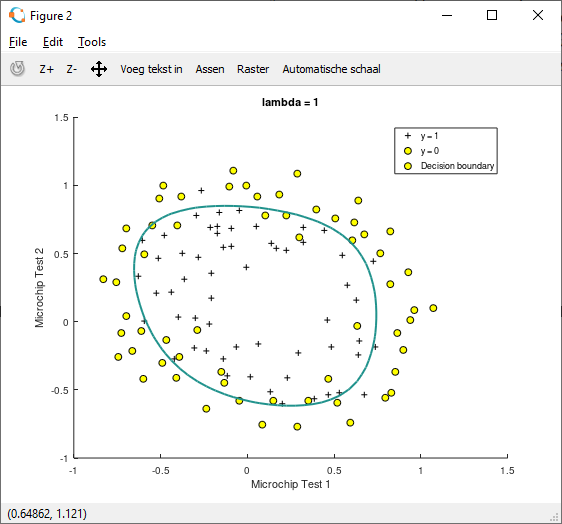 Figure 2
File Edit Tools
Z+ Z- Voeg tekst in Assen Raster Automatische schaal
lambda = 1
y = 1
y = 0
Decision boundary
1.5
1
0.5
0
-0.5
-1
Microchip Test 2
-1 -0.5 0 0.5 1 1.5
Microchip Test 1
(0.64862, 1.121)